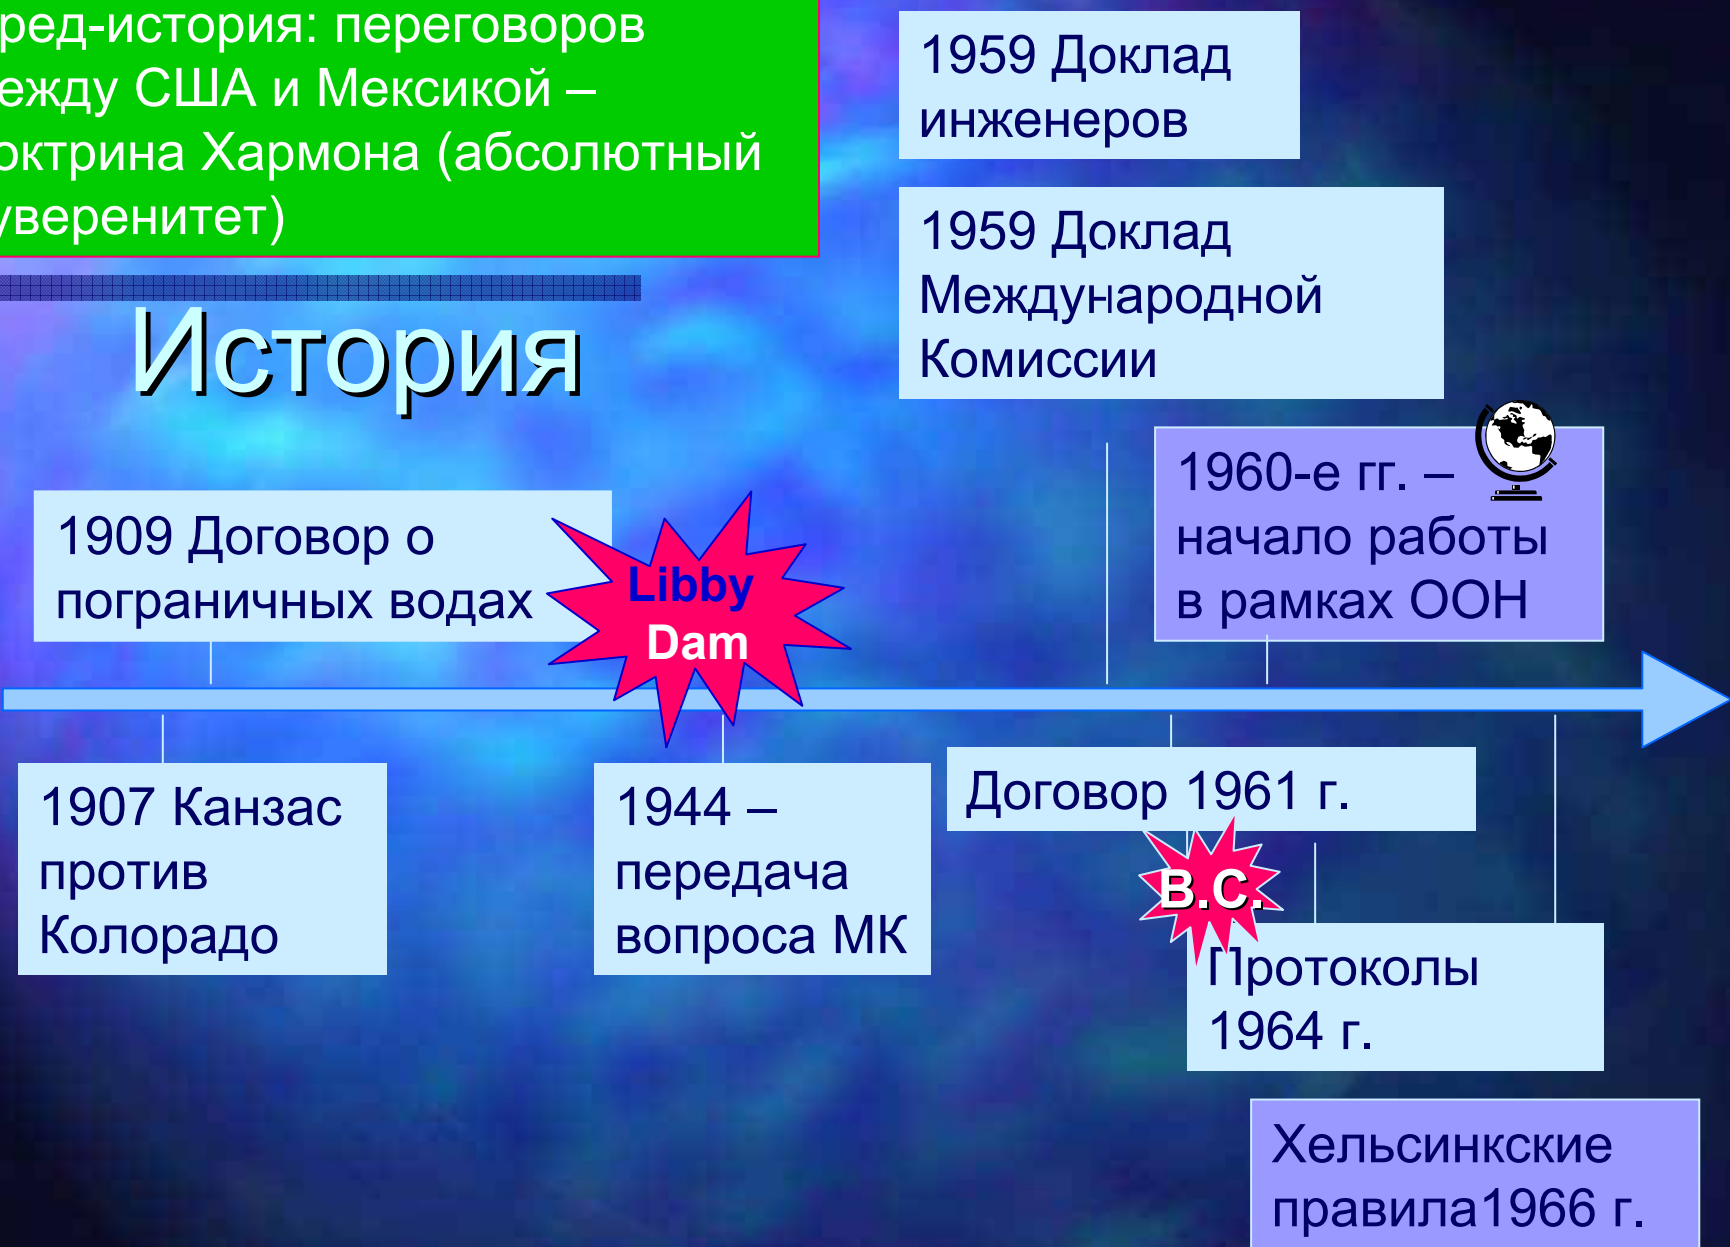 ред-история: переговоров
ежду США и Мексикой –
октрина Хармона (абсолютный
уверенитет)
История
1959 Доклад
инженеров
1959 Доклад
Международной
Комиссии
1960-е гг. –
начало работы
в рамках ООН
1909 Договор о
пограничных водах
Libby
Dam
1907 Канзас
против
Колорадо
1944 –
передача
вопроса МК
Договор 1961 г.
B.C.
Протоколы
1964 г.
Хельсинкские
правила1966 г.